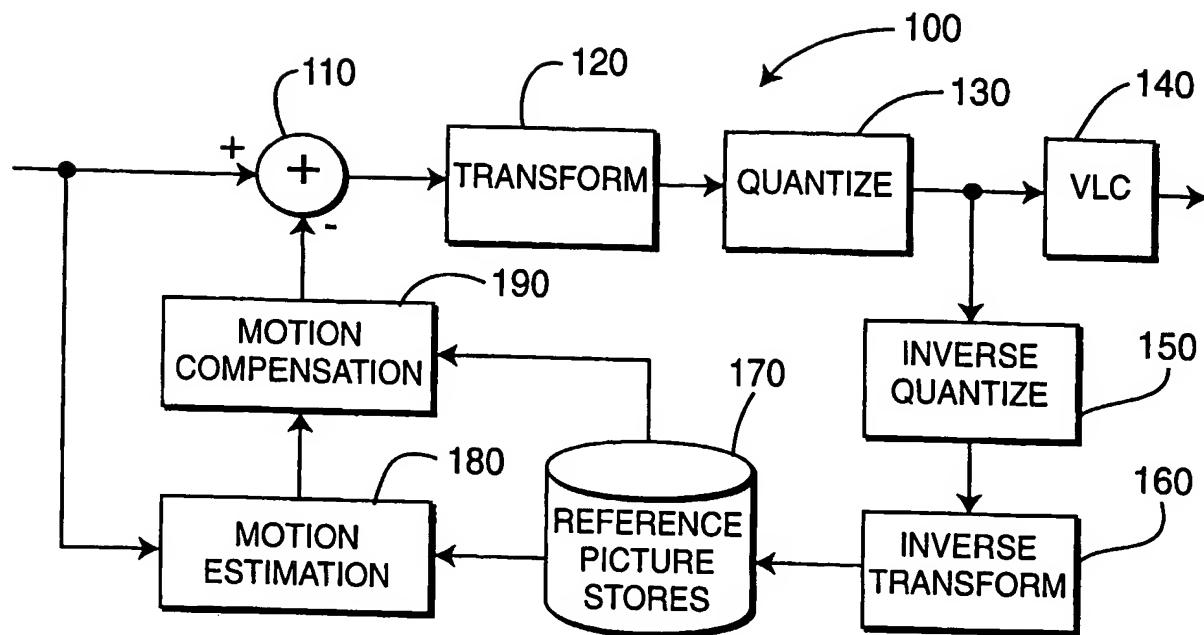 100
110
120
130
140
+
+
TRANSFORM
QUANTIZE
VLC
-
190
MOTION
COMPENSATION
170
INVERSE
QUANTIZE
150
180
160
MOTION
ESTIMATION
REFERENCE
PICTURE
STORES
INVERSE
TRANSFORM